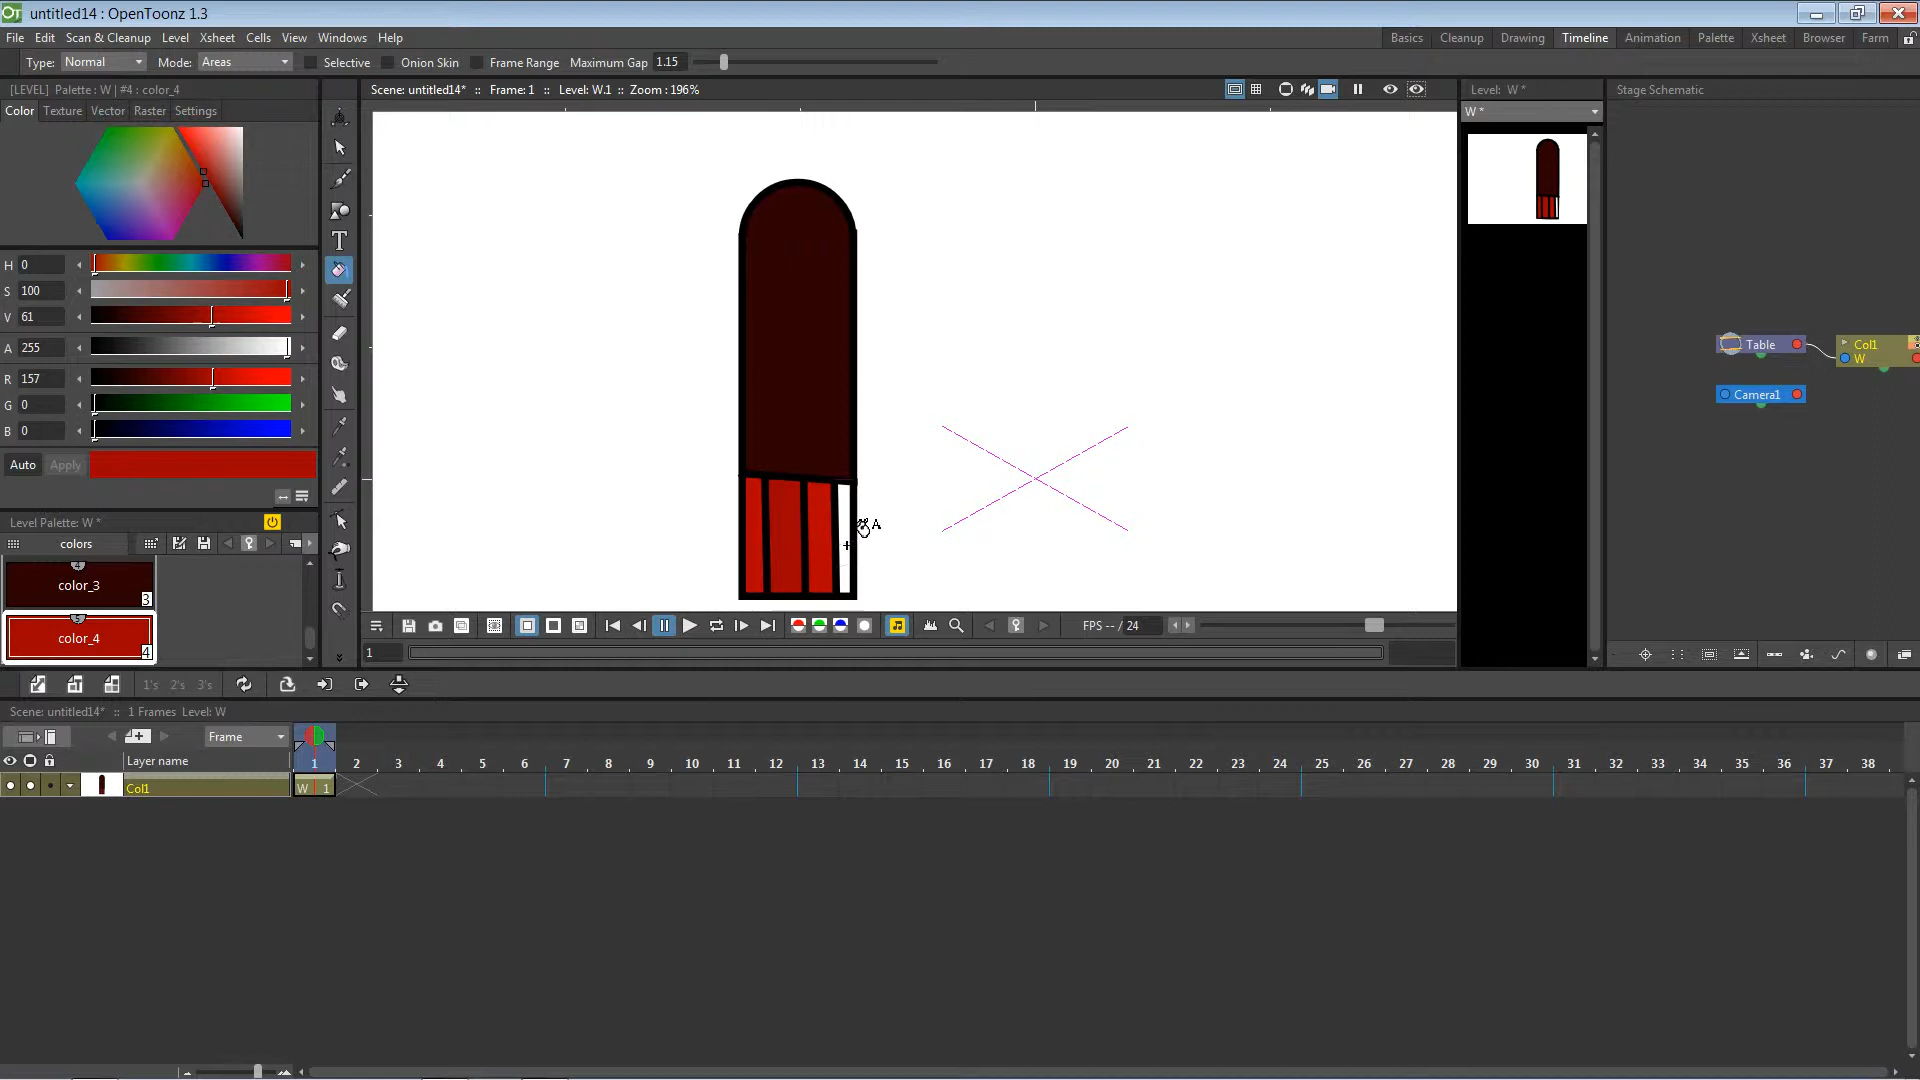 untitled14 : OpenToonz 1.3
File Edit Scan & Cleanup Level Xsheet Cells View Windows Help
Basics Cleanup Drawing Timeline Animation Palette Xsheet Browser Farm
Type: Normal Mode: Areas Selective Onion Skin Frame Range Maximum Gap 1.15
[LEVEL] Palette : W | #4 : color_4
Scene: untitled14* :: Frame: 1 :: Level: W.1 :: Zoom : 196%
Level: W *
Stage Schematic
Color Texture Vector Raster Settings
W *
H 0
S 100
V 61
A 255
R 157
G 0
B 0
Auto Apply
Table
Col1
W
Camera1
Level Palette: W *
colors
4
color_3
3
5
color_4
4
A
FPS -- / 24
1
1's 2's 3's
Scene: untitled14* :: 1 Frames Level: W
Frame
Layer name
1 2 3 4 5 6 7 8 9 10 11 12 13 14 15 16 17 18 19 20 21 22 23 24 25 26 27 28 29 30 31 32 33 34 35 36 37 38
Col1
W 1